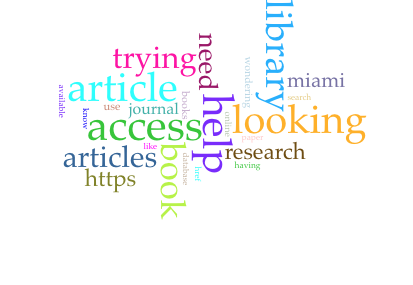 library
need
trying
wondering
miami
article
available
books
search
help
use
journal
know
online
access
looking
paper
like
book
articles
database
research
having
https
href